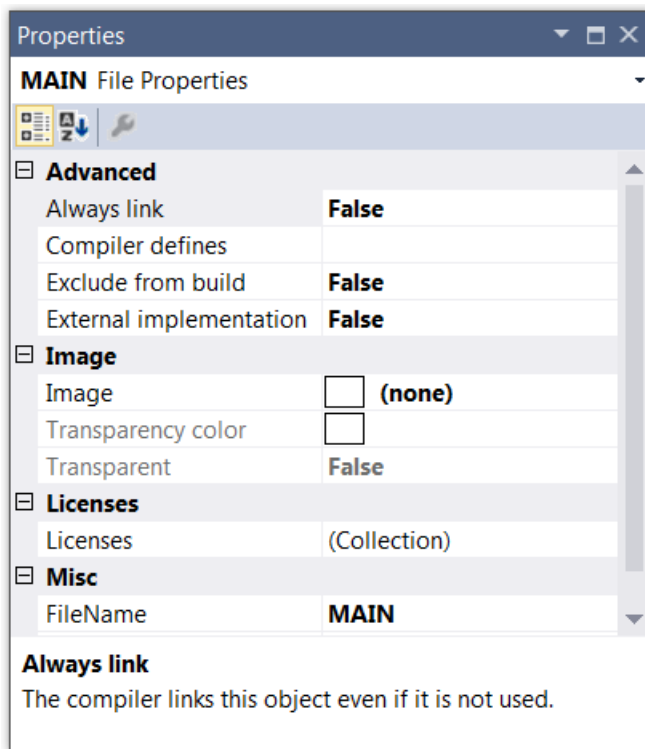 Properties
MAIN File Properties
Advanced
Always link False
Compiler defines
Exclude from build False
External implementation False
Image
Image (none)
Transparency color
Transparent False
Licenses
Licenses (Collection)
Misc
FileName MAIN
Always link
The compiler links this object even if it is not used.